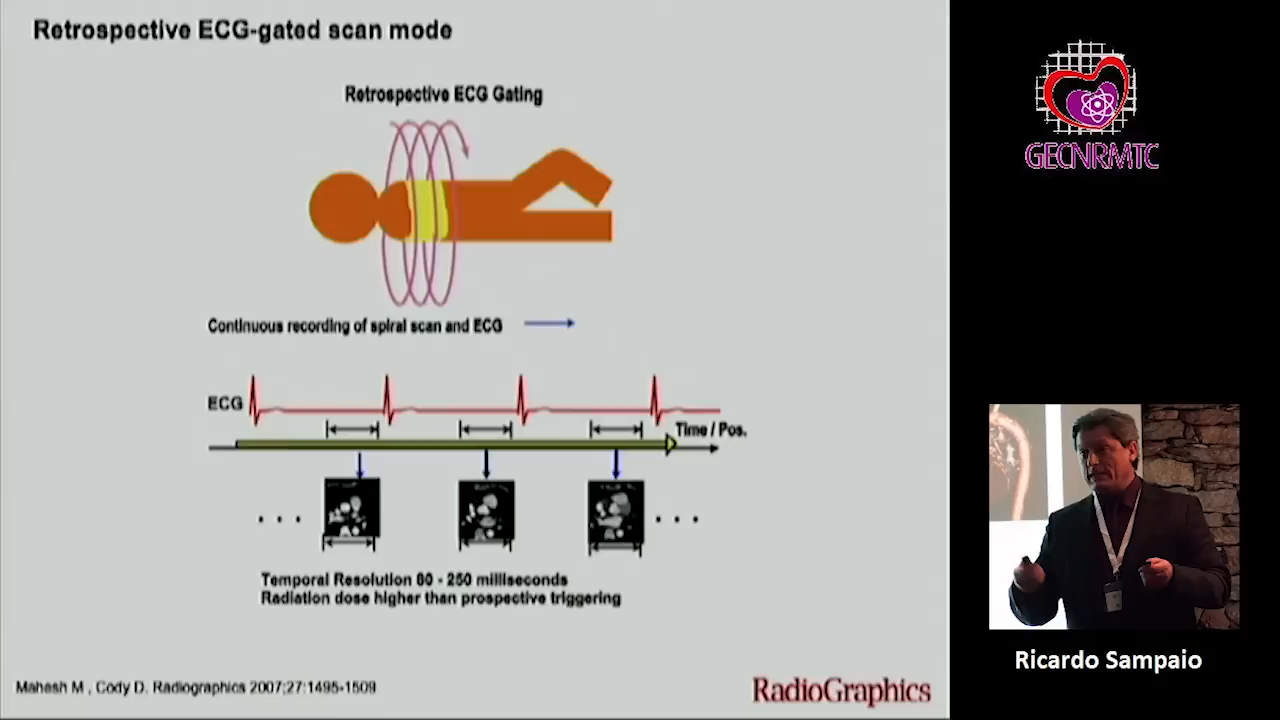 Retrospective ECG-gated scan mode
Retrospective ECG Gating
Continuous recording of spiral scan and ECG
ECG
Time / Pos.
. . .
. . .
Temporal Resolution 80 - 250 milliseconds
Radiation dose higher than prospective triggering
Mahesh M , Cody D. Radiographics 2007;27:1495-1509
RadioGraphics
GECNRMTC
Ricardo Sampaio